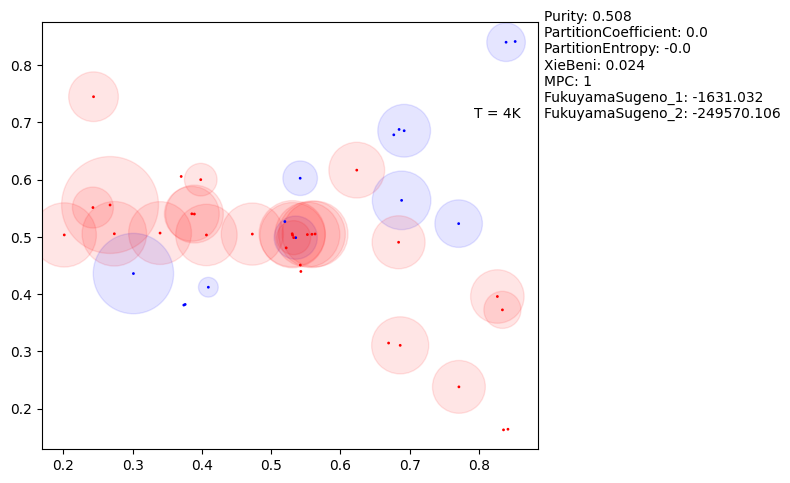 Purity: 0.508
PartitionCoefficient: 0.0
PartitionEntropy: -0.0
XieBeni: 0.024
MPC: 1
FukuyamaSugeno_1: -1631.032
FukuyamaSugeno_2: -249570.106
T = 4K
0.8
0.7
0.6
0.5
0.4
0.3
0.2
0.2 0.3 0.4 0.5 0.6 0.7 0.8